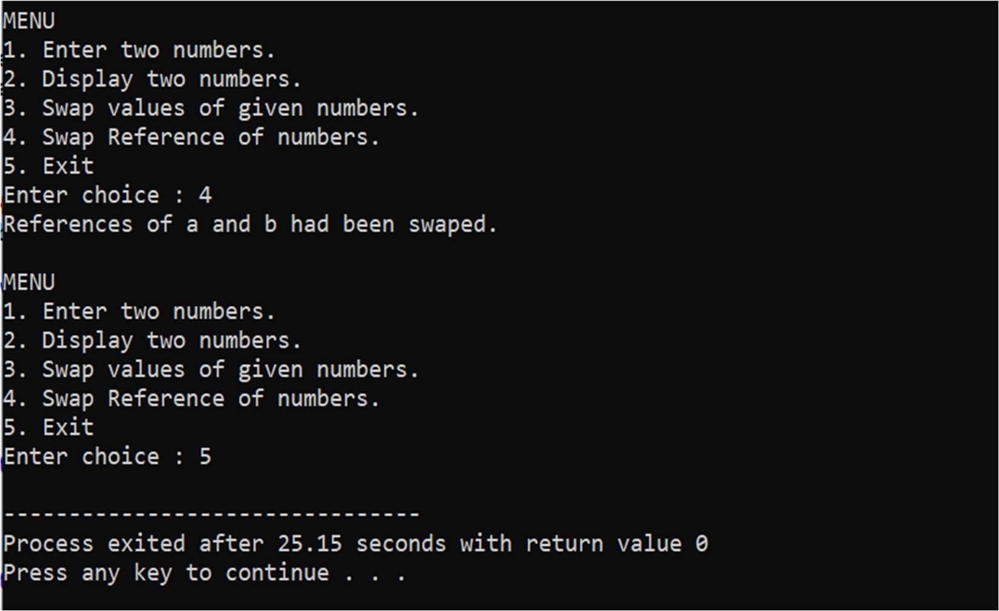 MENU
1. Enter two numbers.
2. Display two numbers.
3. Swap values of given numbers.
4. Swap Reference of numbers.
5. Exit
Enter choice : 4
References of a and b had been swaped.
MENU
1. Enter two numbers.
2. Display two numbers.
3. Swap values of given numbers.
4. Swap Reference of numbers.
5. Exit
Enter choice : 5
--------------------------------
Process exited after 25.15 seconds with return value 0
Press any key to continue . . .